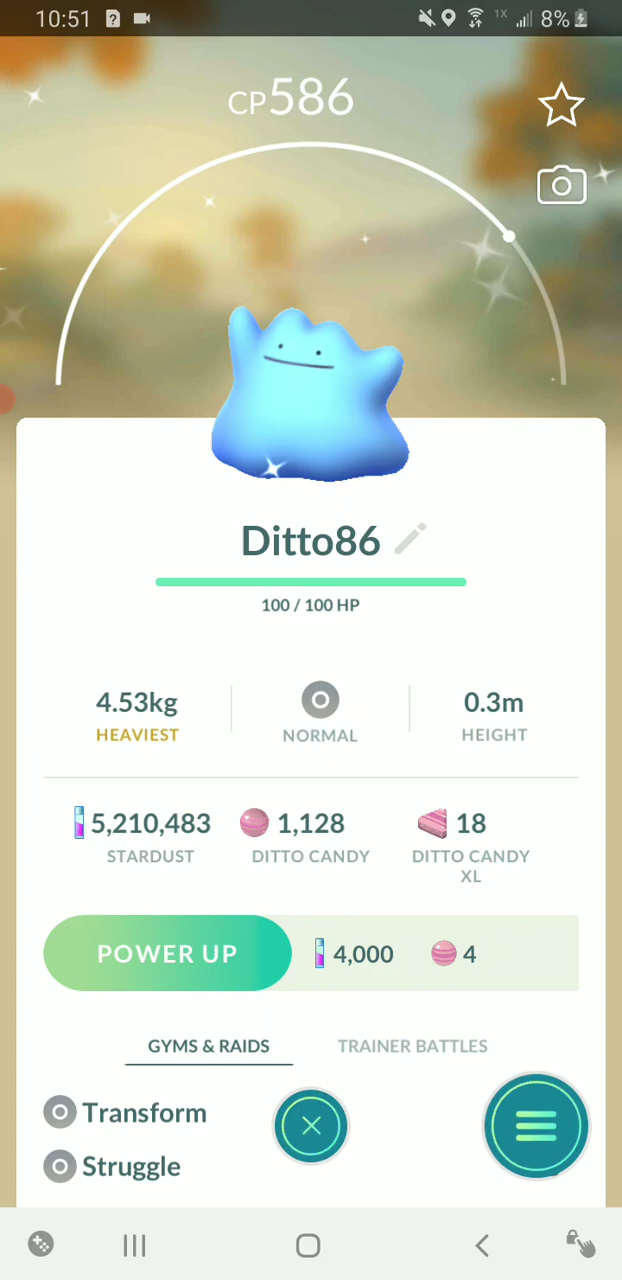 10:51 1X 8%
CP586
Ditto86
100 / 100 HP
4.53kg 0.3m
HEAVIEST NORMAL HEIGHT
5,210,483 1,128 18
STARDUST DITTO CANDY DITTO CANDY
XL
POWER UP 4,000 4
GYMS & RAIDS TRAINER BATTLES
Transform
Struggle